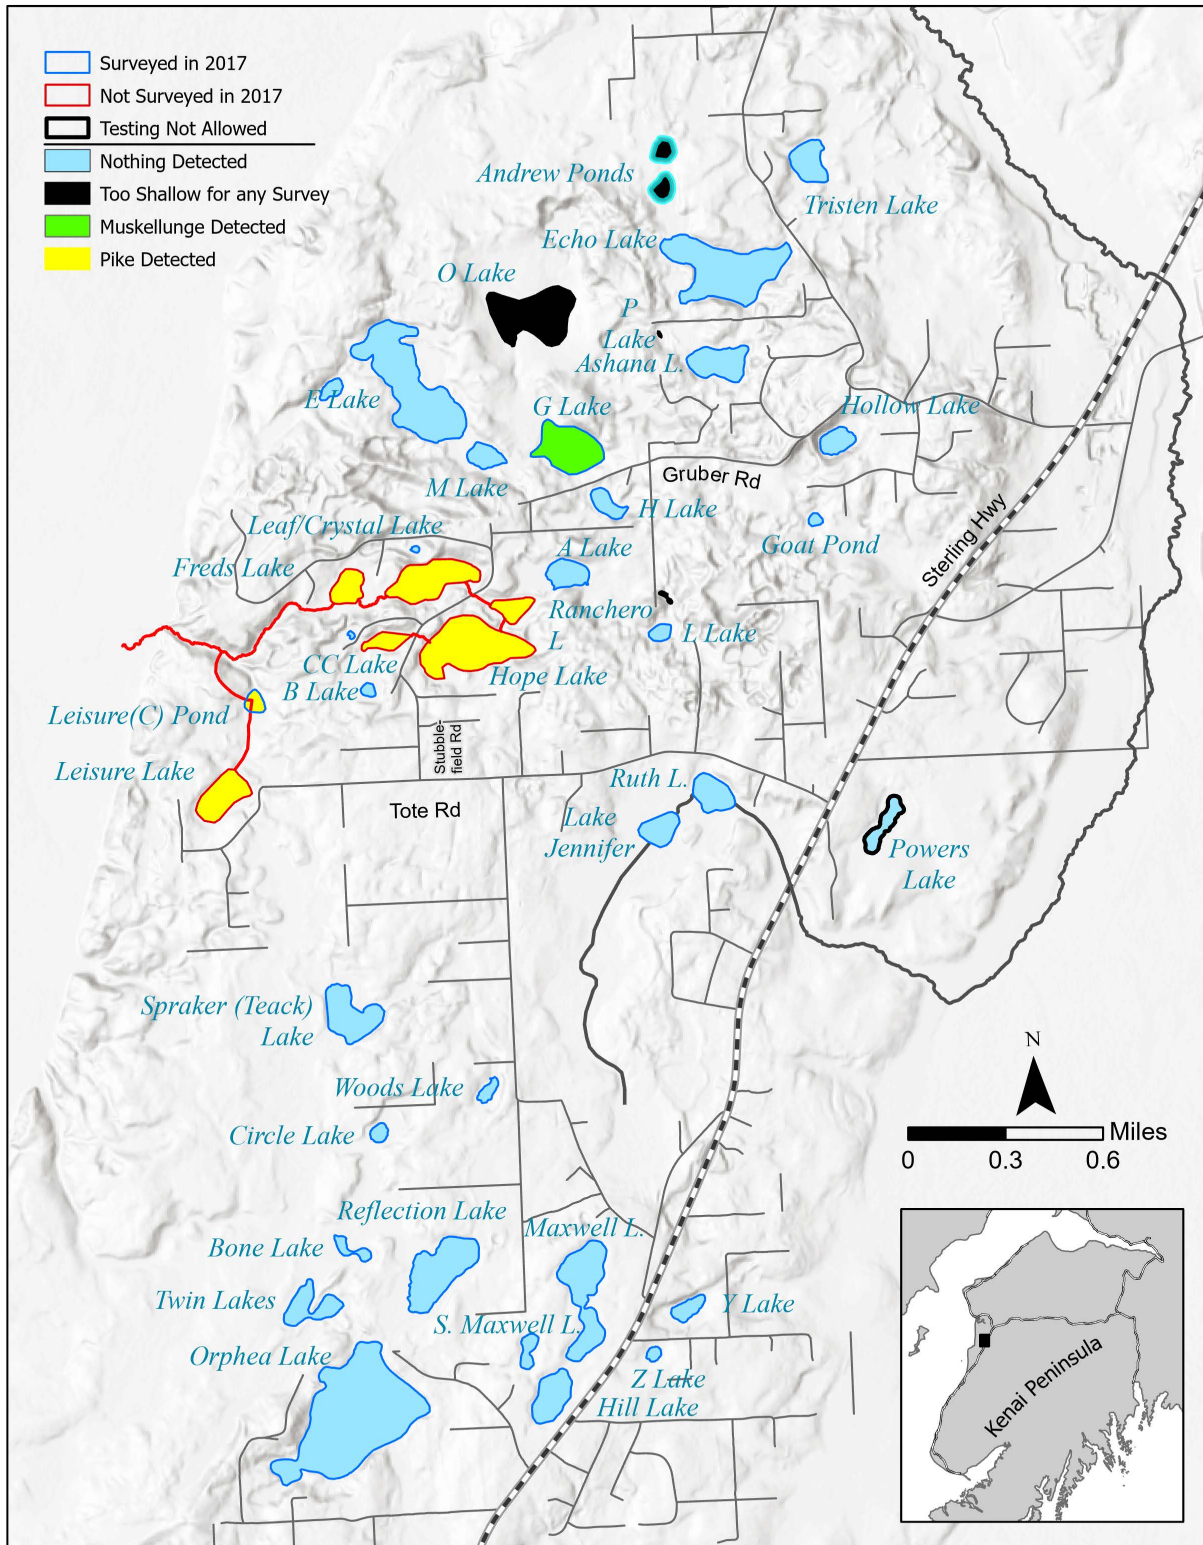 Surveyed in 2017
Not Surveyed in 2017
Testing Not Allowed
Nothing Detected
Too Shallow for any Survey
Muskellunge Detected
Pike Detected
Andrew Ponds
Tristen Lake
Echo Lake
O Lake
P
Lake
Ashana L.
E Lake
G Lake
Hollow Lake
M Lake
Gruber Rd
H Lake
Leaf/Crystal Lake
Goat Pond
Sterling Hwy
A Lake
Freds Lake
Ranchero
L
L Lake
CC Lake
Hope Lake
B Lake
Leisure(C) Pond
Stubble-
field Rd
Leisure Lake
Ruth L.
Tote Rd
Lake
Jennifer
Powers
Lake
Spraker (Teack)
Lake
N
Woods Lake
Circle Lake
Miles
0 0.3 0.6
Reflection Lake
Maxwell L.
Bone Lake
Twin Lakes
Y Lake
S. Maxwell L.
Orphea Lake
Z Lake
Hill Lake
Kenai Peninsula